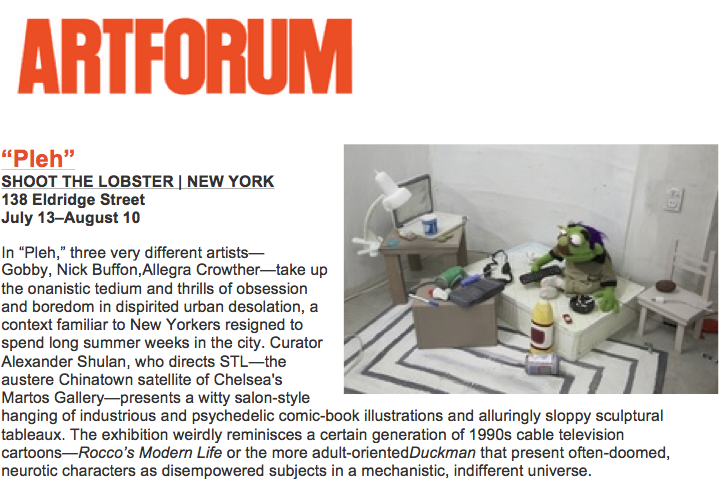 ARTFORUM
“Pleh”
SHOOT THE LOBSTER | NEW YORK
138 Eldridge Street
July 13–August 10
In “Pleh,” three very different artists—
Gobby, Nick Buffon,Allegra Crowther—take up
the onanistic tedium and thrills of obsession
and boredom in dispirited urban desolation, a
context familiar to New Yorkers resigned to
spend long summer weeks in the city. Curator
Alexander Shulan, who directs STL—the
austere Chinatown satellite of Chelsea's
Martos Gallery—presents a witty salon-style
hanging of industrious and psychedelic comic-book illustrations and alluringly sloppy sculptural
tableaux. The exhibition weirdly reminisces a certain generation of 1990s cable television
cartoons—Rocco’s Modern Life or the more adult-orientedDuckman that present often-doomed,
neurotic characters as disempowered subjects in a mechanistic, indifferent universe.